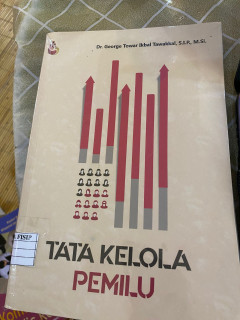 Dr. George Towar Ikbal Tawakkal, S.I.P., M.Si.
TATA KELOLA
PEMILU
FISIP